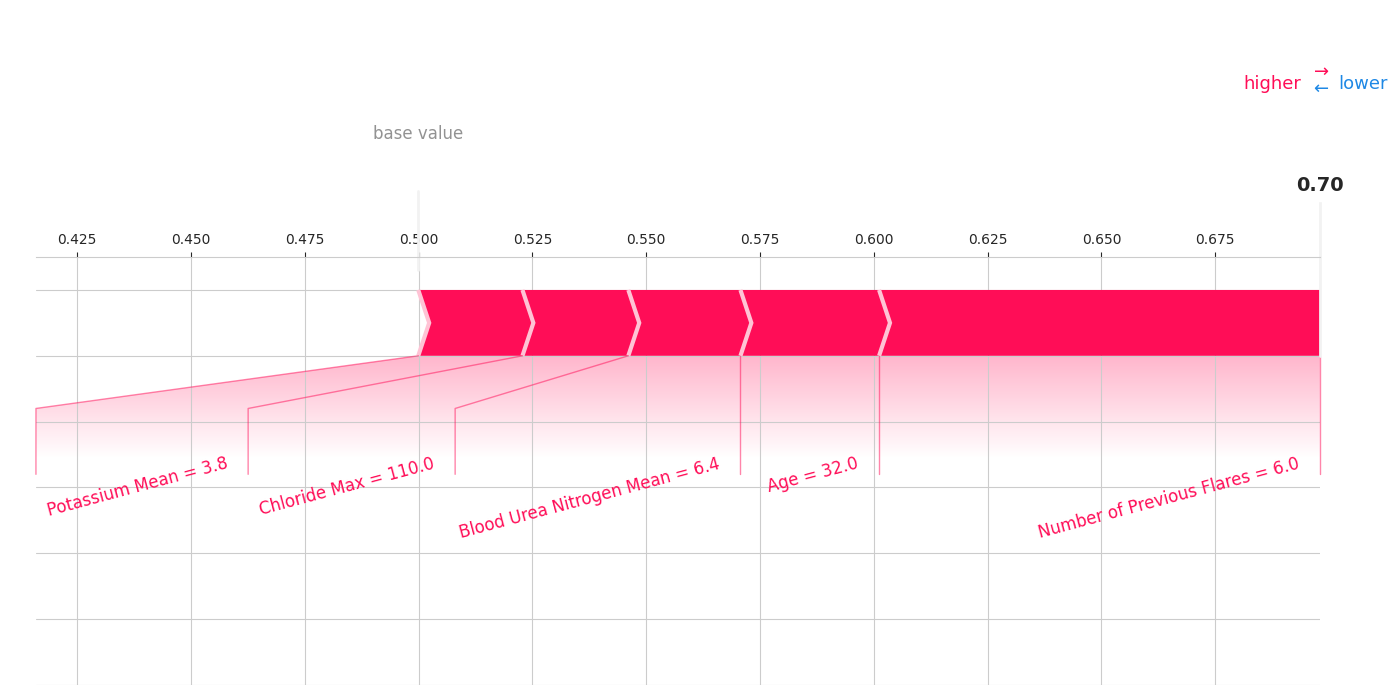 higher → ← lower
base value
0.70
0.425 0.450 0.475 0.500 0.525 0.550 0.575 0.600 0.625 0.650 0.675
Potassium Mean = 3.8
Chloride Max = 110.0
Blood Urea Nitrogen Mean = 6.4
Age = 32.0
Number of Previous Flares = 6.0